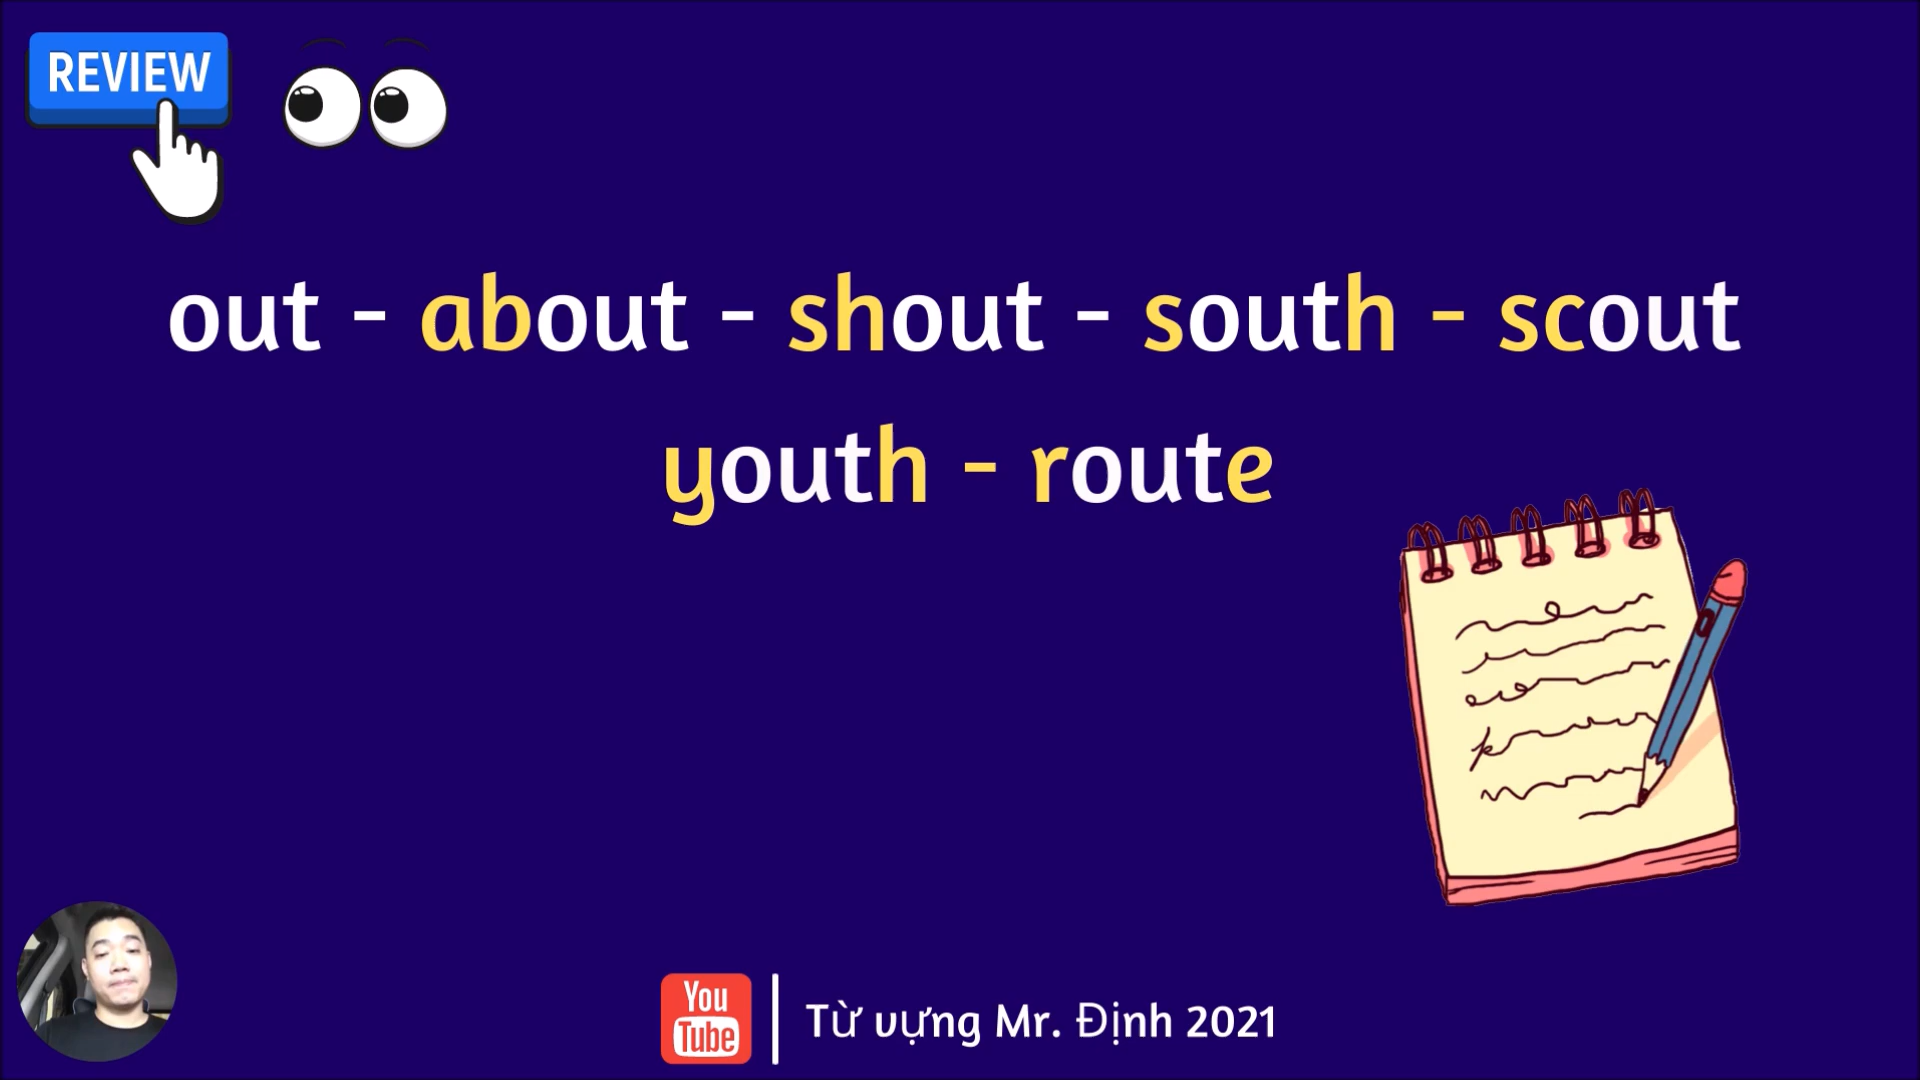 REVIEW
out - about - shout - south - scout
youth - route
You
Tube
Từ vựng Mr. Định 2021